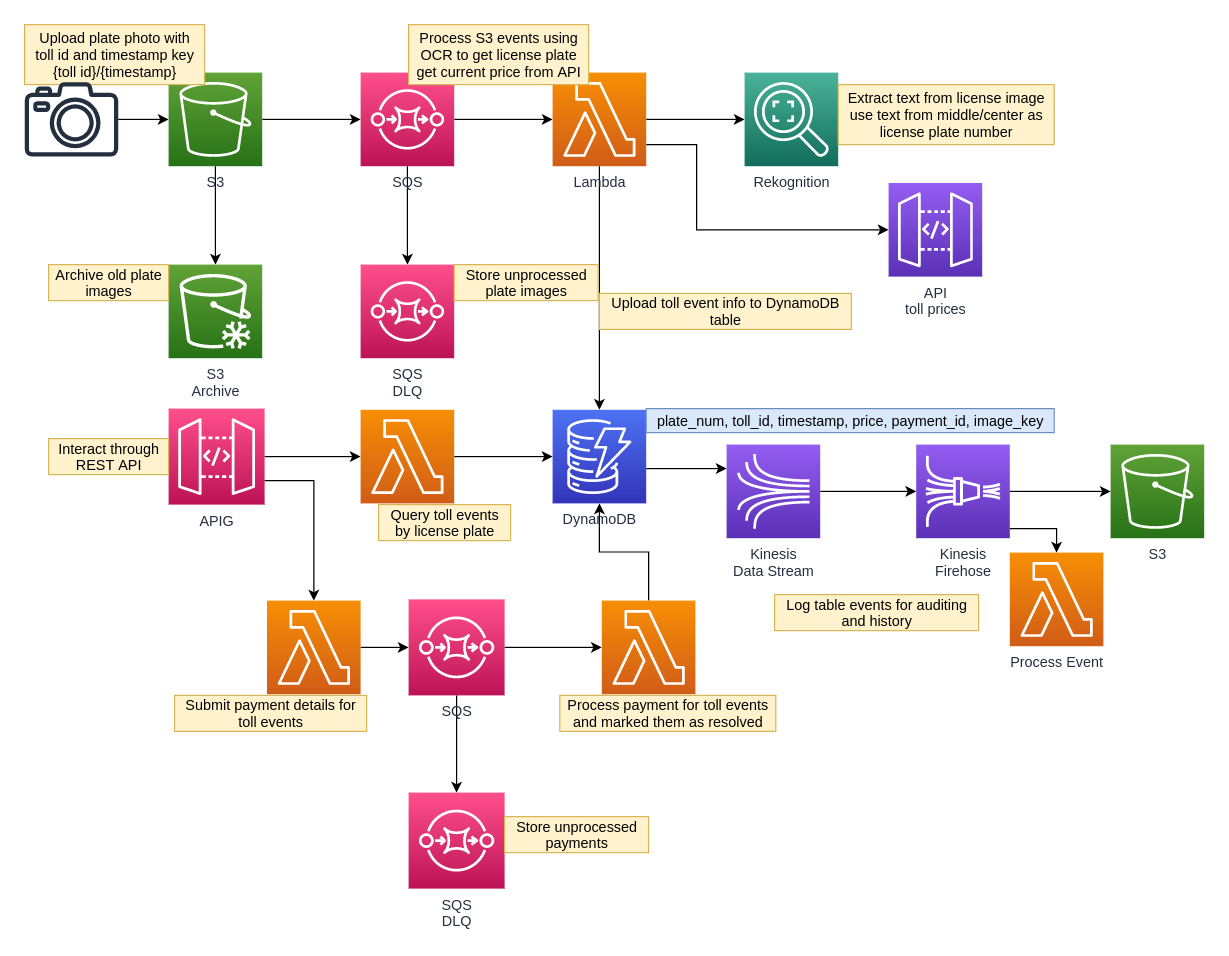 Upload plate photo with
toll id and timestamp key
{toll id}/{timestamp}
Process S3 events using
OCR to get license plate
get current price from API
Extract text from license image
use text from middle/center as
license plate number
S3
SQS
Lambda
Rekognition
API
toll prices
Archive old plate
images
Store unprocessed
plate images
Upload toll event info to DynamoDB
table
S3
Archive
SQS
DLQ
plate_num, toll_id, timestamp, price, payment_id, image_key
Interact through
REST API
APIG
Query toll events
by license plate
DynamoDB
Kinesis
Data Stream
Kinesis
Firehose
S3
Log table events for auditing
and history
Process Event
Submit payment details for
toll events
SQS
Process payment for toll events
and marked them as resolved
Store unprocessed
payments
SQS
DLQ